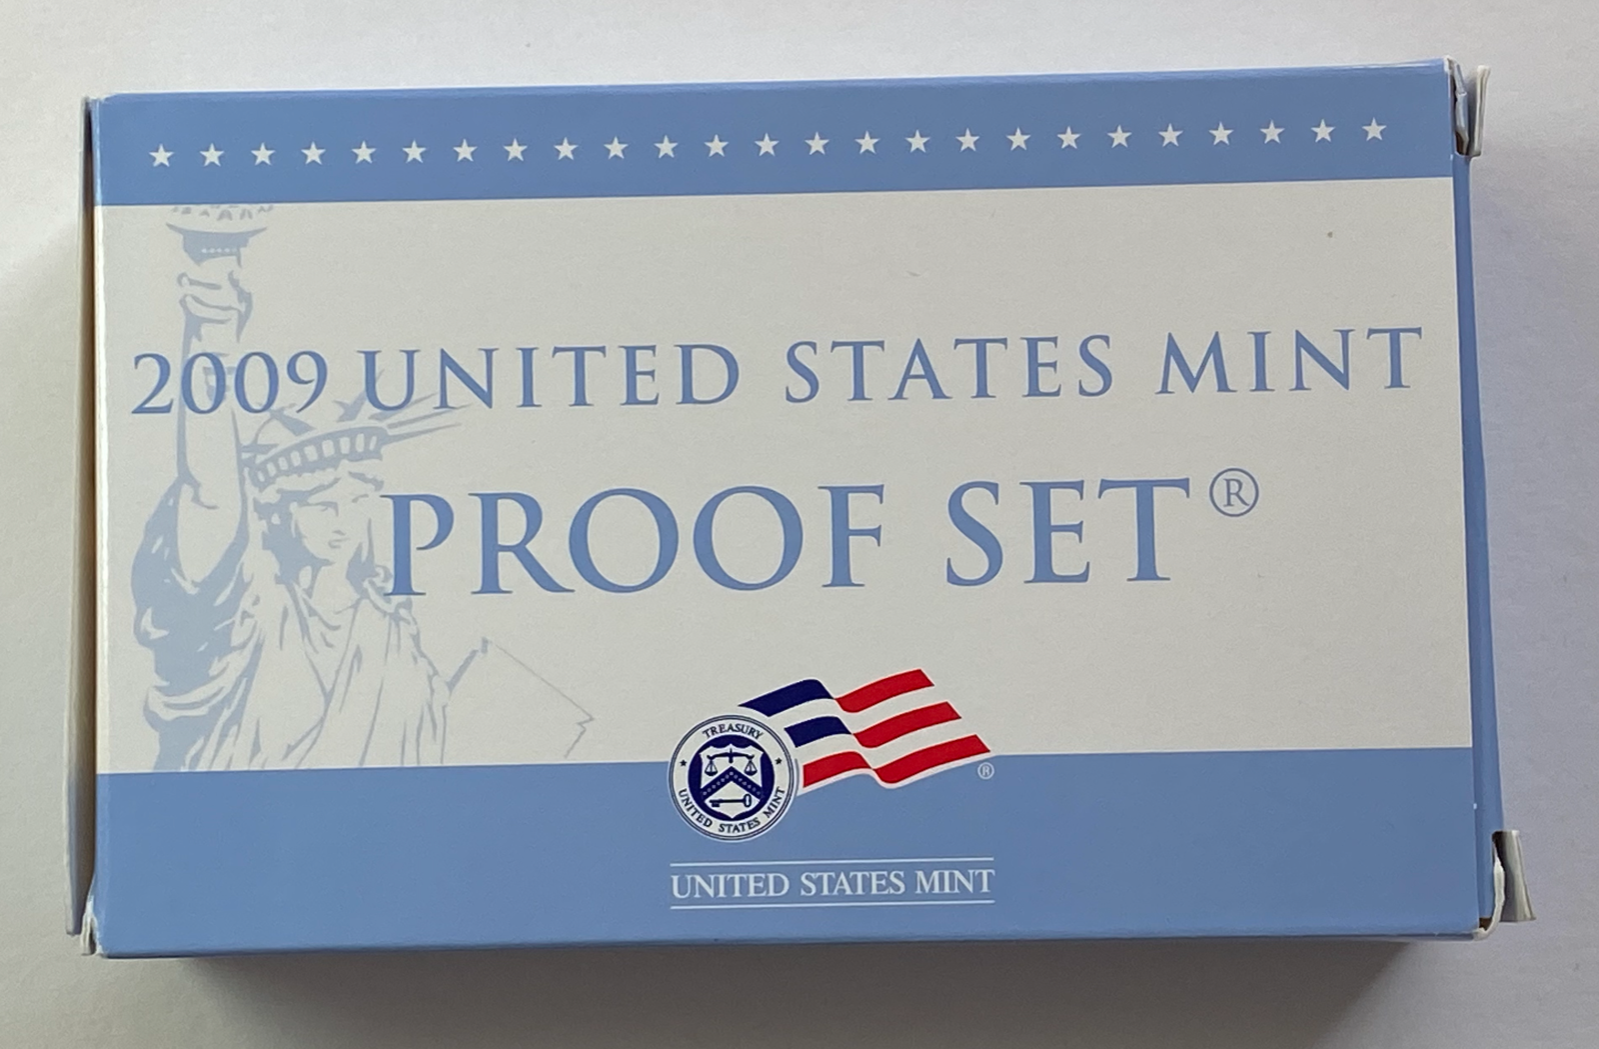 2009 UNITED STATES MINT
PROOF SET®
TREASURY
UNITED STATES MINT
®
UNITED STATES MINT